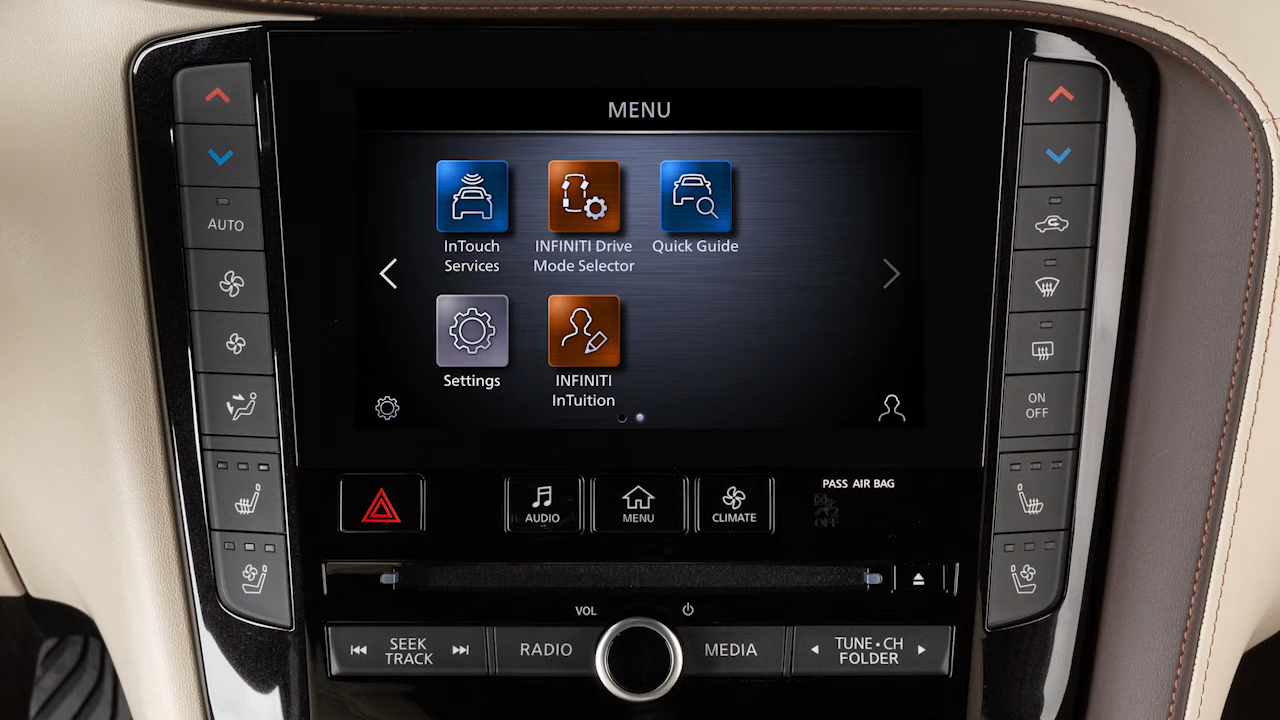 MENU
InTouch
Services
INFINITI Drive
Mode Selector
Quick Guide
Settings
INFINITI
InTuition
AUTO
ON
OFF
AUDIO
MENU
CLIMATE
PASS AIR BAG
OFF
VOL
SEEK
TRACK
RADIO
MEDIA
TUNE•CH
FOLDER